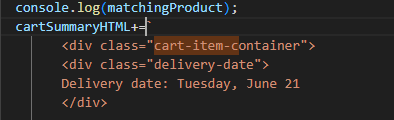 console.log(matchingProduct);
cartSummaryHTML+=`
<div class="cart-item-container">
<div class="delivery-date">
Delivery date: Tuesday, June 21
</div>